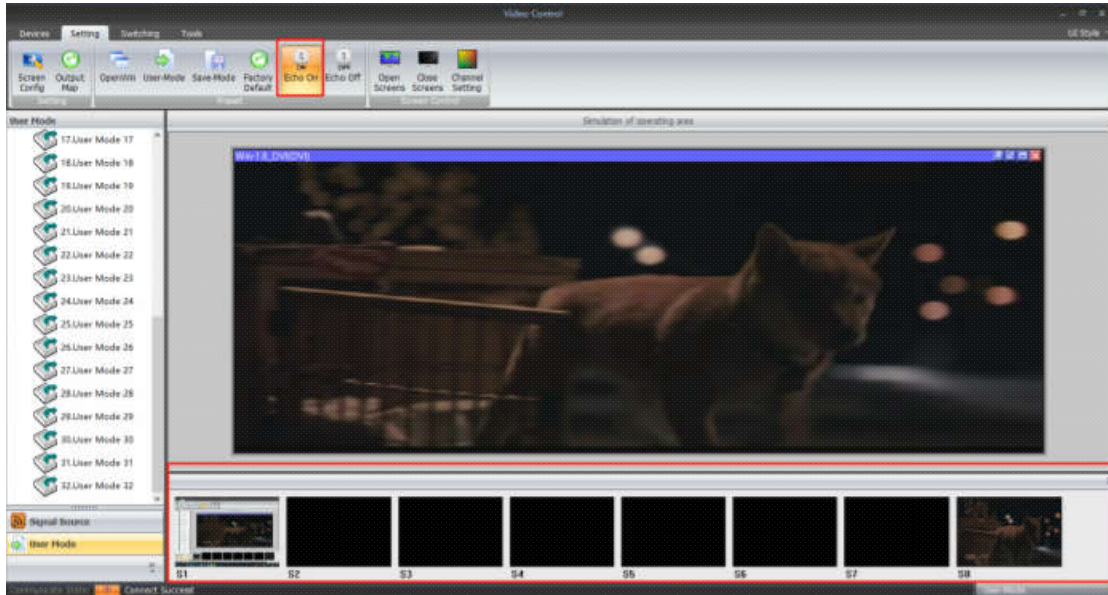 Video Control
Devices Setting Switching Tools UI Style
Screen Config
Output Map
OpenWin
User-Mode
Save-Mode
Factory Default
Echo On
Echo Off
Open Screens
Close Screens
Channel Setting
Setting Preset Screen Control
User Mode
Simulation of operating area
17.User Mode 17
18.User Mode 18
19.User Mode 19
20.User Mode 20
21.User Mode 21
22.User Mode 22
23.User Mode 23
24.User Mode 24
25.User Mode 25
26.User Mode 26
27.User Mode 27
28.User Mode 28
29.User Mode 29
30.User Mode 30
31.User Mode 31
32.User Mode 32
Signal Source
User Mode
S1 S2 S3 S4 S5 S6 S7 S8
Connect Success